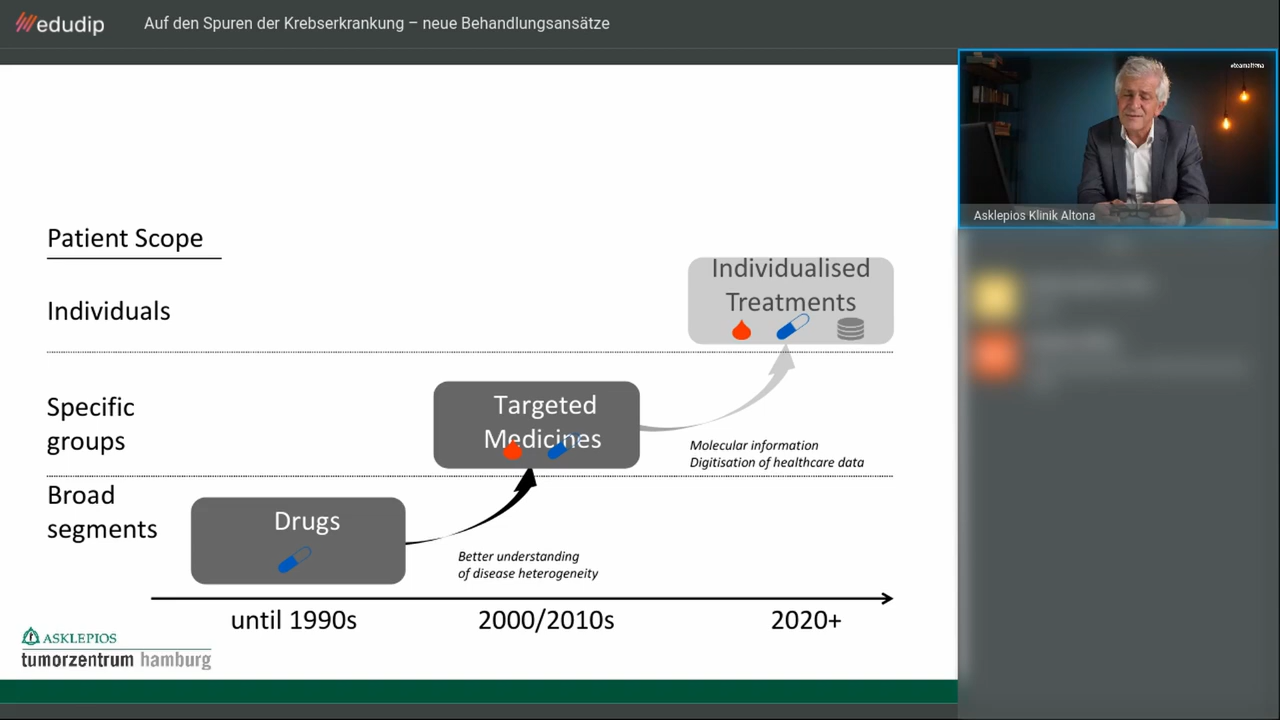 edudip
Auf den Spuren der Krebserkrankung – neue Behandlungsansätze
#teamaltona
Asklepios Klinik Altona
Patient Scope
Individuals
Specific
groups
Broad
segments
Individualised
Treatments
Targeted
Medicines
Molecular information
Digitisation of healthcare data
Drugs
Better understanding
of disease heterogeneity
until 1990s
2000/2010s
2020+
ASKLEPIOS
tumorzentrum hamburg